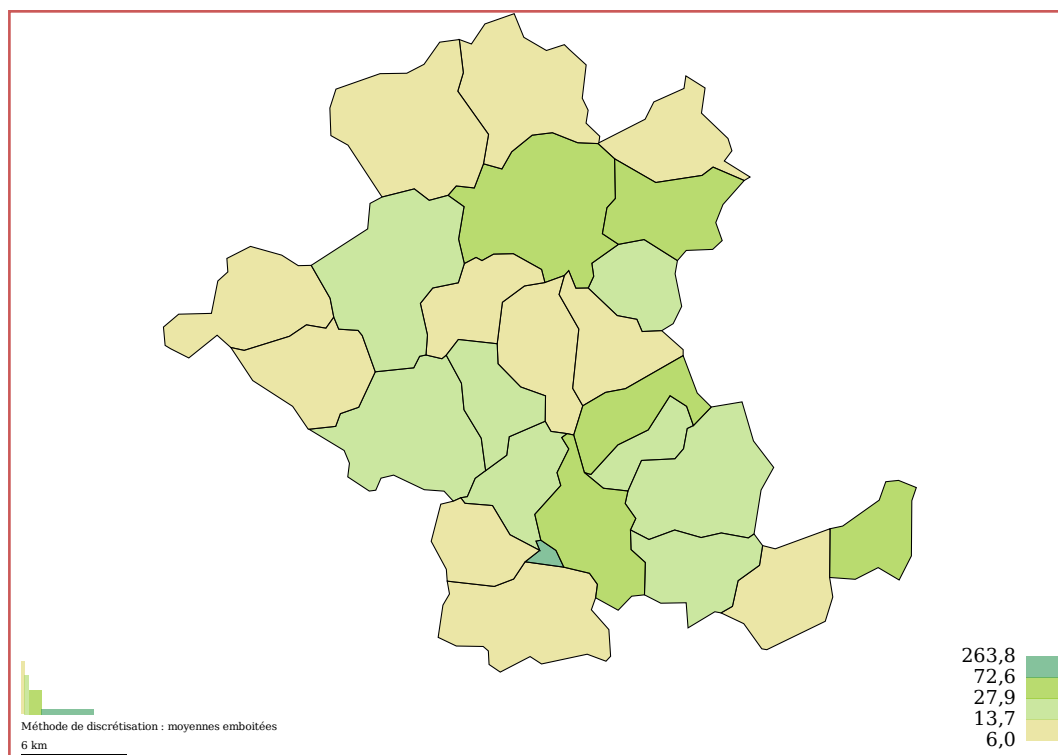 263,8
72,6
27,9
13,7
6,0
Méthode de discrétisation : moyennes emboitées
6 km